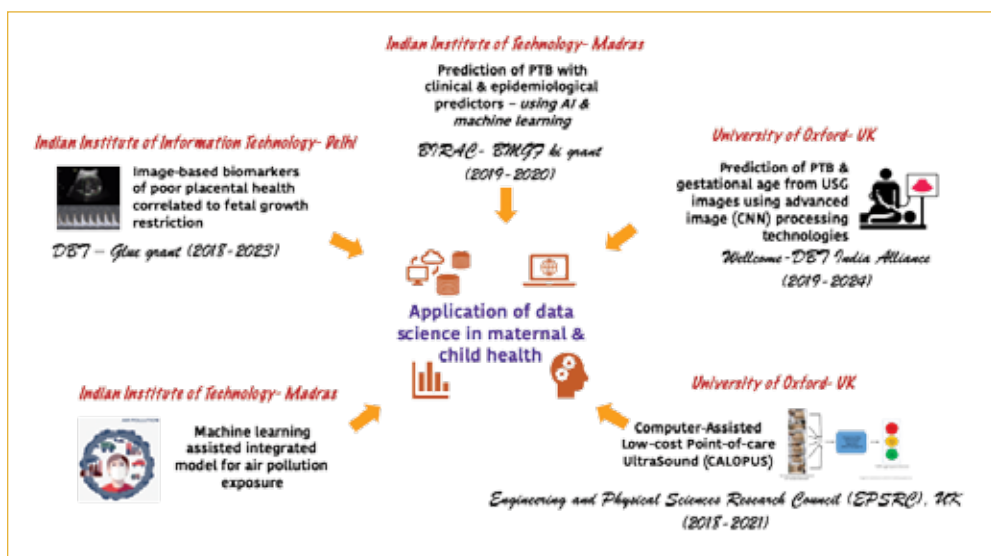 Indian Institute of Technology- Madras
Prediction of PTB with
clinical & epidemiological
predictors – using AI &
machine learning
BIRAC- BMGF ki grant
(2019-2020)
Indian Institute of Information Technology- Delhi
Image-based biomarkers
of poor placental health
correlated to fetal growth
restriction
DBT – Glue grant (2018-2023)
University of Oxford- UK
Prediction of PTB &
gestational age from USG
images using advanced
image (CNN) processing
technologies
Wellcome-DBT India Alliance
(2019-2024)
Application of data
science in maternal &
child health
Indian Institute of Technology- Madras
AIR POLLUTION
Machine learning
assisted integrated
model for air pollution
exposure
University of Oxford- UK
Computer-Assisted
Low-cost Point-of-care
UltraSound (CALOPUS)
Engineering and Physical Sciences Research Council (EPSRC), UK
(2018-2021)